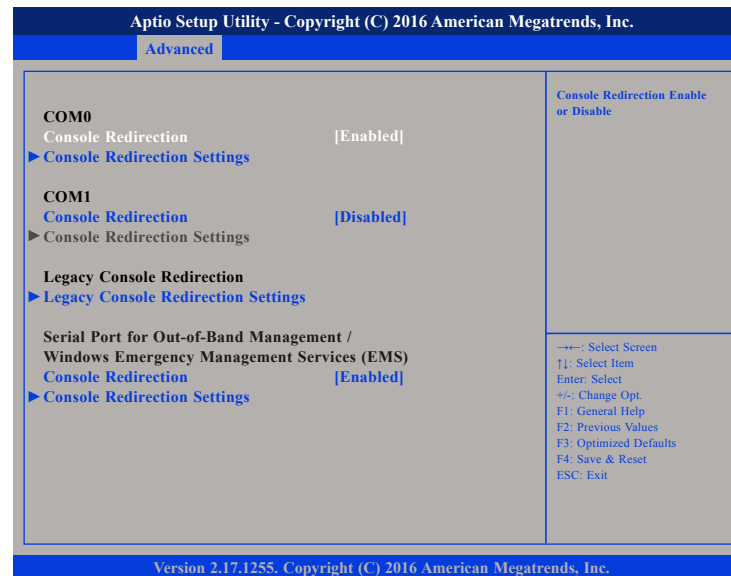 Aptio Setup Utility - Copyright (C) 2016 American Megatrends, Inc.
Advanced
COM0
Console Redirection [Enabled]
►Console Redirection Settings
COM1
Console Redirection [Disabled]
►Console Redirection Settings
Legacy Console Redirection
►Legacy Console Redirection Settings
Serial Port for Out-of-Band Management /
Windows Emergency Management Services (EMS)
Console Redirection [Enabled]
►Console Redirection Settings
Console Redirection Enable
or Disable
→←: Select Screen
↑↓: Select Item
Enter: Select
+/-: Change Opt.
F1: General Help
F2: Previous Values
F3: Optimized Defaults
F4: Save & Reset
ESC: Exit
Version 2.17.1255. Copyright (C) 2016 American Megatrends, Inc.